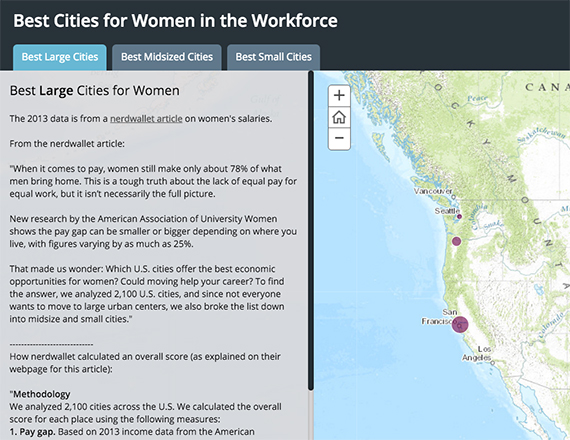 Best Cities for Women in the Workforce
Best Large Cities
Best Midsized Cities
Best Small Cities
Best Large Cities for Women
The 2013 data is from a nerdwallet article on women's salaries.
From the nerdwallet article:
"When it comes to pay, women still make only about 78% of what
men bring home. This is a tough truth about the lack of equal pay for
equal work, but it isn't necessarily the full picture.
New research by the American Association of University Women
shows the pay gap can be smaller or bigger depending on where you
live, with figures varying by as much as 25%.
That made us wonder: Which U.S. cities offer the best economic
opportunities for women? Could moving help your career? To find
the answer, we analyzed 2,100 U.S. cities, and since not everyone
wants to move to large urban centers, we also broke the list down
into midsize and small cities."
----------------------------
How nerdwallet calculated an overall score (as explained on their
webpage for this article):
"Methodology
We analyzed 2,100 cities across the U.S. We calculated the overall
score for each place using the following measures:
1. Pay gap. Based on 2013 income data from the American
+
−
CANA
ROCKY MOUN
Peace
Saskatchewan
Vancouver
Seattle
Missouri
San
Francisco
Los
Angeles
Colorado